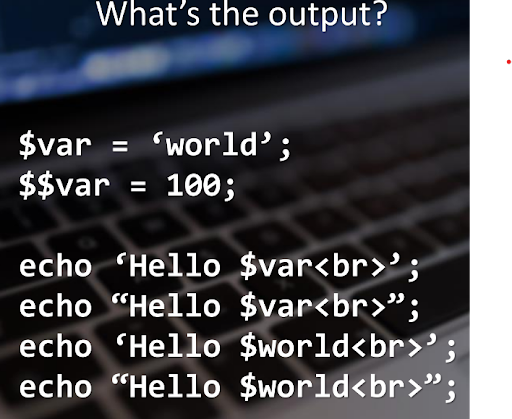 What’s the output?
$var = ‘world’;
$$var = 100;
echo ‘Hello $var<br>’;
echo “Hello $var<br>”;
echo ‘Hello $world<br>’;
echo “Hello $world<br>”;